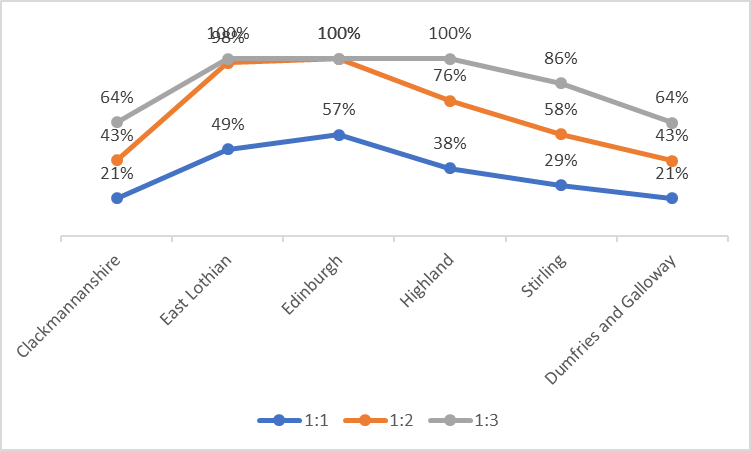 100% 100% 100%
98%
100%
86%
76%
64% 64%
58%
57%
49%
43% 43%
38%
29%
21% 21%
Clackmannanshire
East Lothian
Edinburgh
Highland
Stirling
Dumfries and Galloway
1:1 1:2 1:3